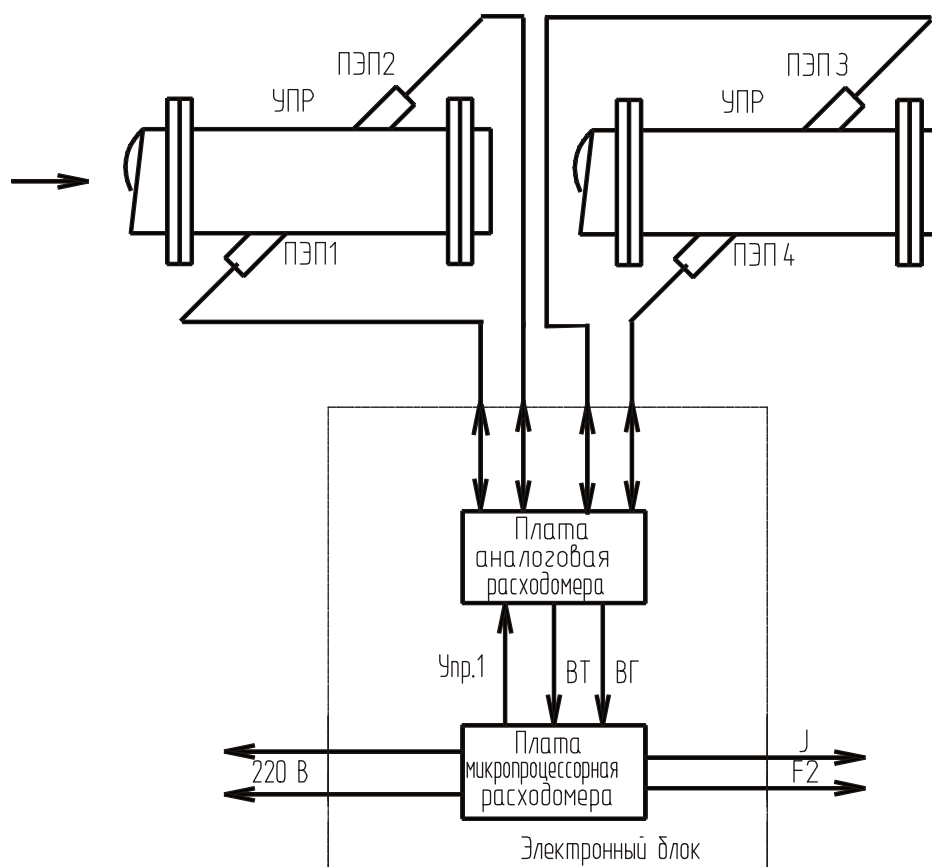 ПЭП2
ПЭП 3
УПР
УПР
ПЭП1
ПЭП 4
Плата
аналоговая
расходомера
Упр.1
ВТ
ВГ
220 В
Плата
микропроцессорная
расходомера
J
F2
Электронный блок